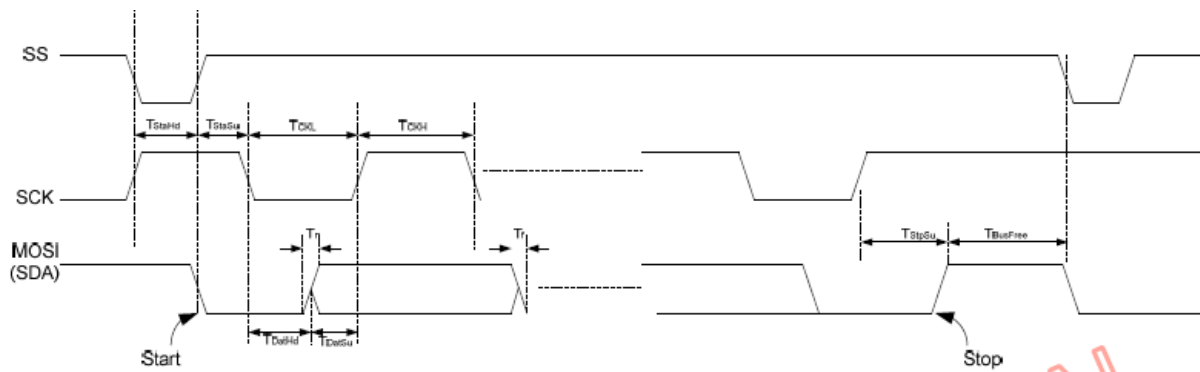 SS
TStaHd
TStaSu
TCKL
TCKH
SCK
TStpSu
TBusFree
MOSI
(SDA)
Tr
Tf
TDatHd
TDatSu
Start
Stop